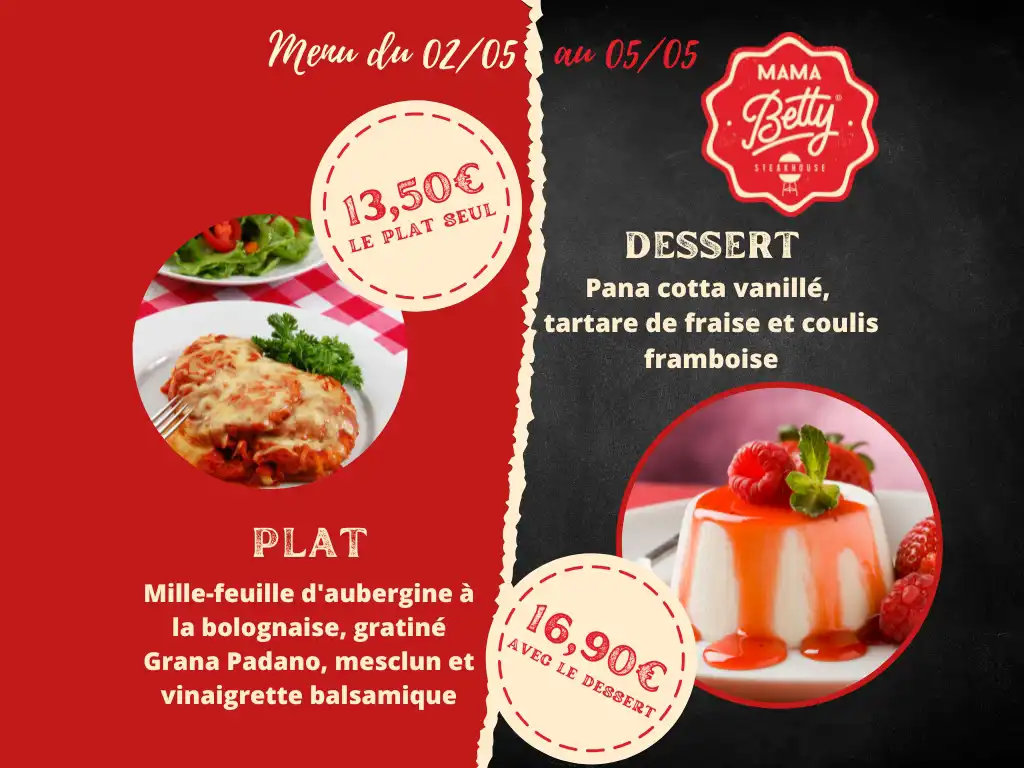 Menu du 02/05 au 05/05
MAMA
Betty®
STEAKHOUSE
13,50€
LE PLAT SEUL
PLAT
Mille-feuille d'aubergine à
la bolognaise, gratiné
Grana Padano, mesclun et
vinaigrette balsamique
DESSERT
Pana cotta vanillé,
tartare de fraise et coulis
framboise
16,90€
AVEC LE DESSERT